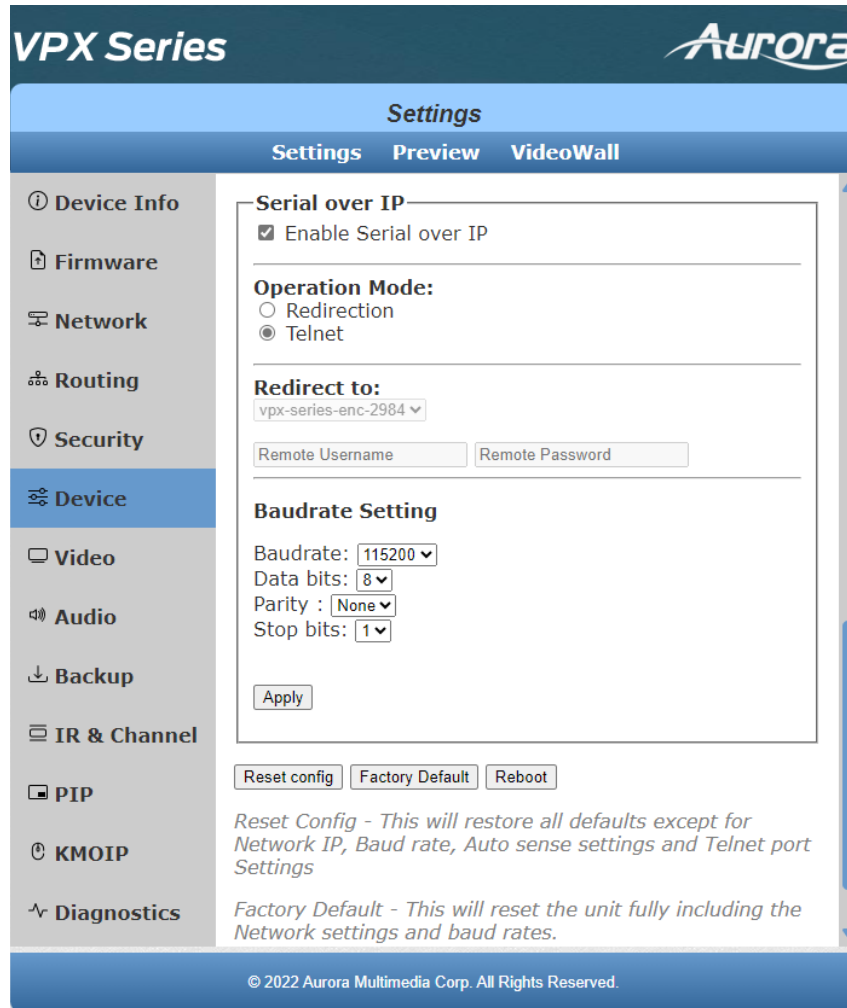 VPX Series
Aurora
Settings
Settings Preview VideoWall
Device Info
Firmware
Network
Routing
Security
Device
Video
Audio
Backup
IR & Channel
PIP
KMOIP
Diagnostics
Serial over IP
Enable Serial over IP
Operation Mode:
Redirection
Telnet
Redirect to:
vpx-series-enc-2984
Remote Username Remote Password
Baudrate Setting
Baudrate: 115200
Data bits: 8
Parity : None
Stop bits: 1
Apply
Reset config Factory Default Reboot
Reset Config - This will restore all defaults except for
Network IP, Baud rate, Auto sense settings and Telnet port
Settings
Factory Default - This will reset the unit fully including the
Network settings and baud rates.
© 2022 Aurora Multimedia Corp. All Rights Reserved.